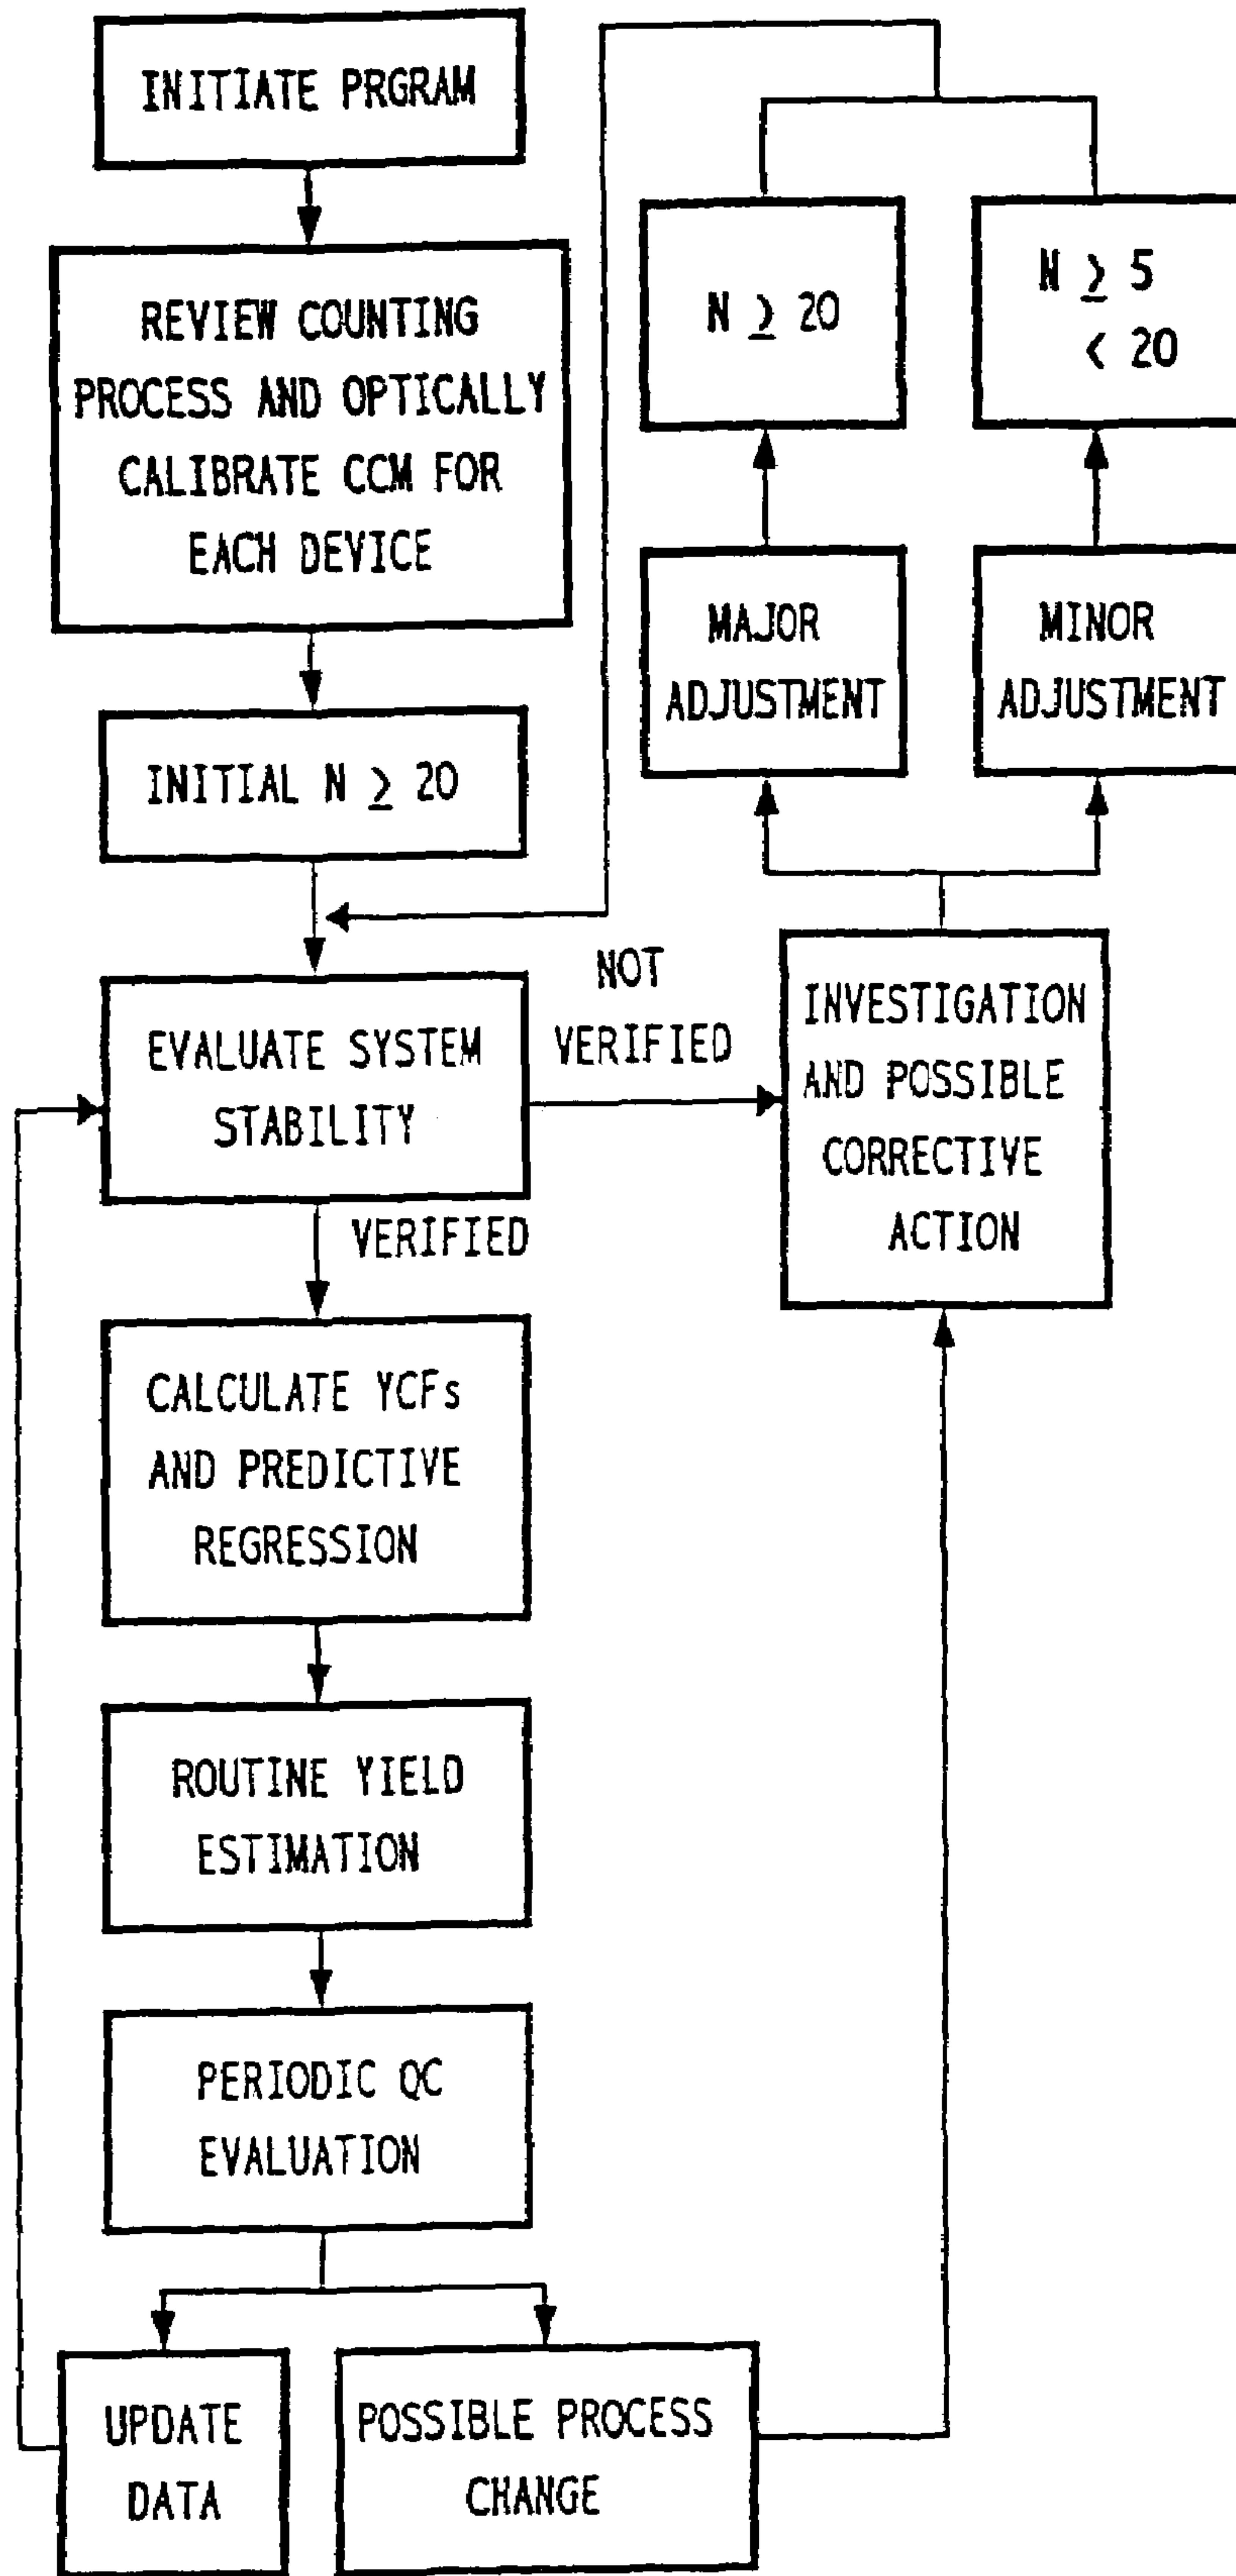 INITIATE PRGRAM
REVIEW COUNTING
PROCESS AND OPTICALLY
CALIBRATE CCM FOR
EACH DEVICE
INITIAL N ≥ 20
EVALUATE SYSTEM
STABILITY
NOT
VERIFIED
VERIFIED
CALCULATE YCFs
AND PREDICTIVE
REGRESSION
ROUTINE YIELD
ESTIMATION
PERIODIC QC
EVALUATION
UPDATE
DATA
POSSIBLE PROCESS
CHANGE
INVESTIGATION
AND POSSIBLE
CORRECTIVE
ACTION
MAJOR
ADJUSTMENT
MINOR
ADJUSTMENT
N ≥ 20
N ≥ 5
< 20